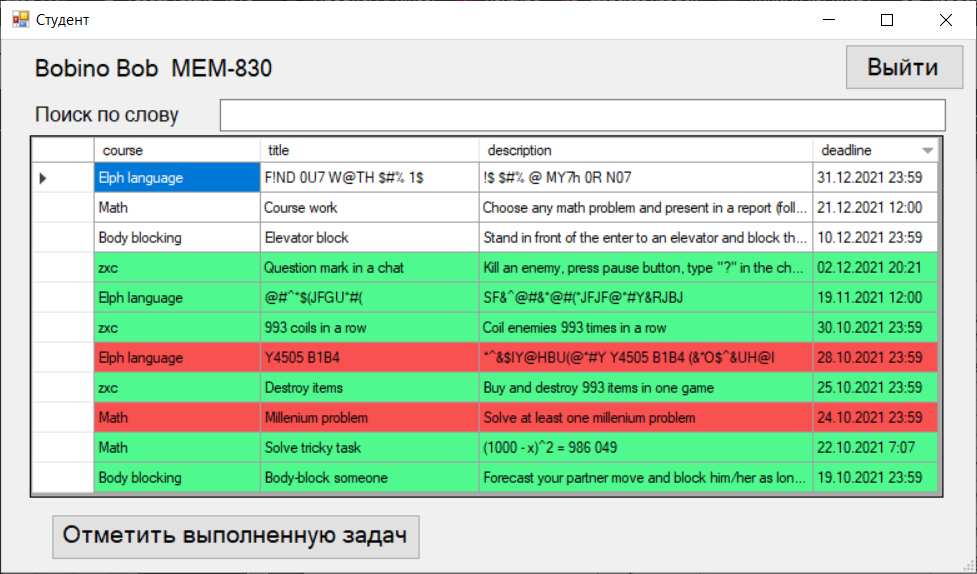 Студент
Bobino Bob MEM-830
Выйти
Поиск по слову
course title description deadline
Elph language F!ND 0U7 W@TH $#% 1$ !$ $#% @ MY7h 0R N07 31.12.2021 23:59
Math Course work Choose any math problem and present in a report (foll... 21.12.2021 12:00
Body blocking Elevator block Stand in front of the enter to an elevator and block th... 10.12.2021 23:59
zxc Question mark in a chat Kill an enemy, press pause button, type "?" in the ch... 02.12.2021 20:21
Elph language @#^*$(JFGU*#( SF&^@#&*@#(*JFJF@*#Y&RJBJ 19.11.2021 12:00
zxc 993 coils in a row Coil enemies 993 times in a row 30.10.2021 23:59
Elph language Y4505 B1B4 *^&$IY@HBU(@*#Y Y4505 B1B4 (&*O$^&UH@I 28.10.2021 23:59
zxc Destroy items Buy and destroy 993 items in one game 25.10.2021 23:59
Math Millenium problem Solve at least one millenium problem 24.10.2021 23:59
Math Solve tricky task (1000 - x)^2 = 986 049 22.10.2021 7:07
Body blocking Body-block someone Forecast your partner move and block him/her as lon... 19.10.2021 23:59
Отметить выполненную задач